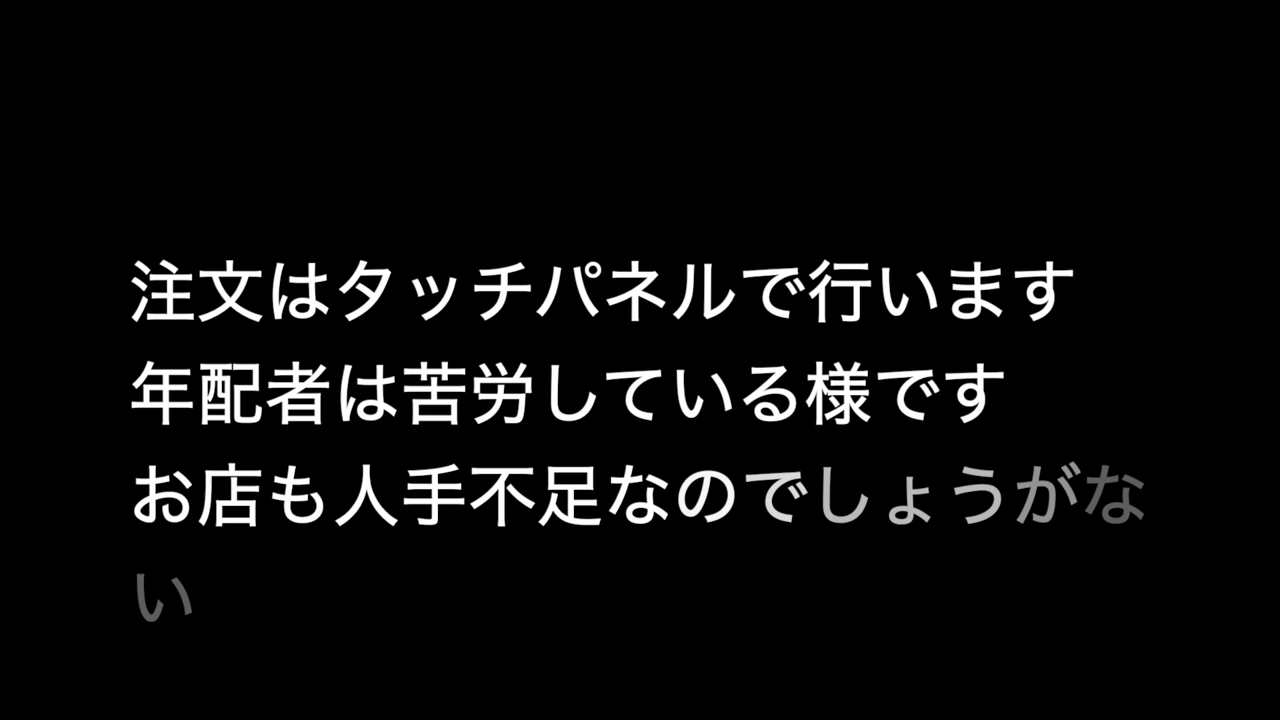 注文はタッチパネルで行います
年配者は苦労している様です
お店も人手不足なのでしょうがな
い